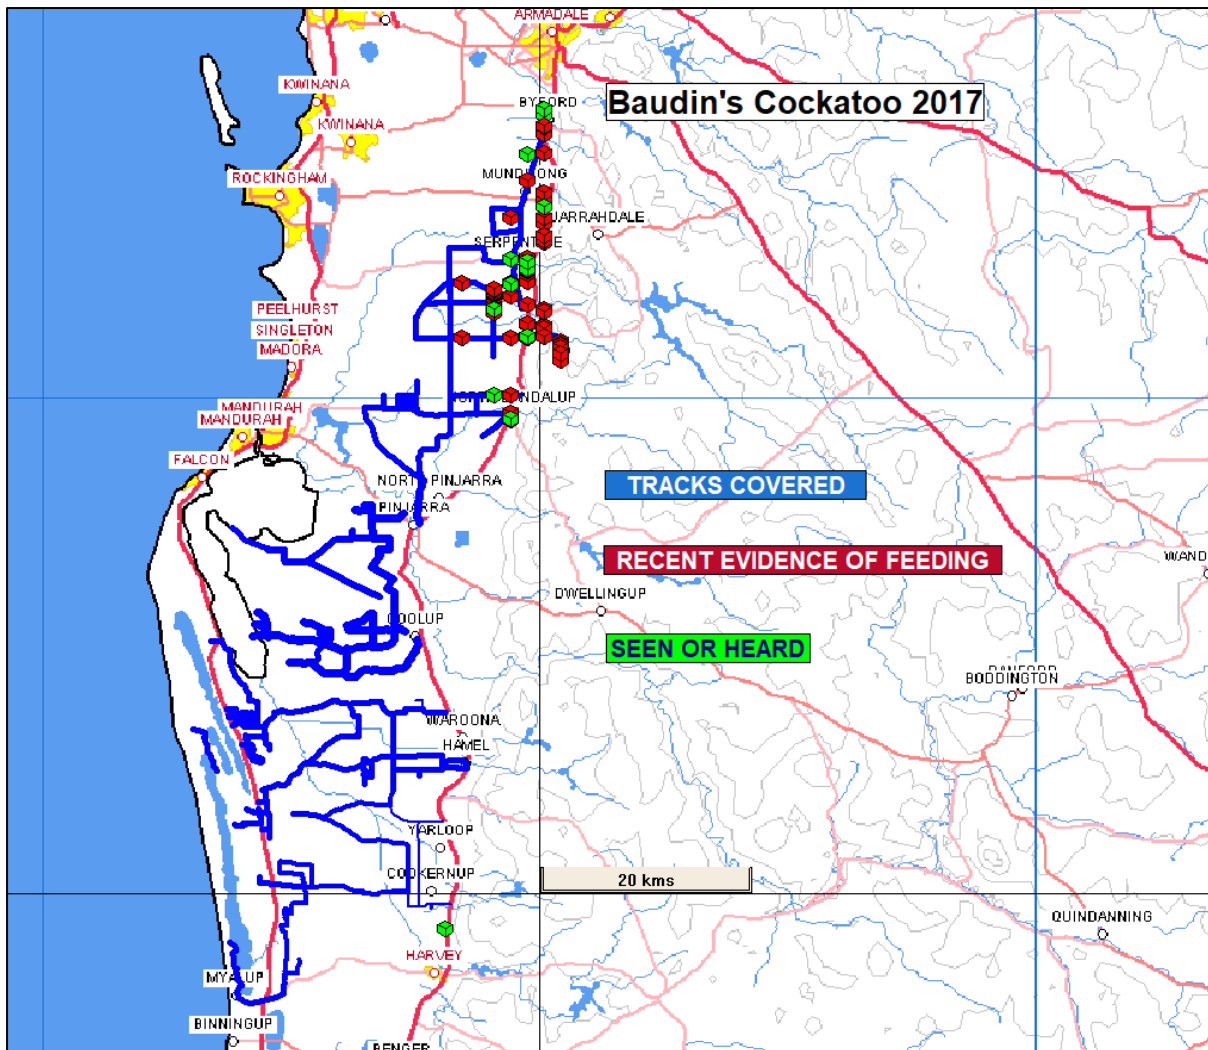 ARMADALE
KWINANA
Baudin's Cockatoo 2017
KWINANA
ROCKINGHAM
JARRAHDALE
PEELHURST
SINGLETON
MADORA
MANDURAH
MANDURAH
FALCON
NORTH PINJARRA
TRACKS COVERED
PINJARRA
RECENT EVIDENCE OF FEEDING
DWELLINGUP
COOLUP
SEEN OR HEARD
BODDINGTON
WAROONA
HAMEL
YARLOOP
COOKERNUP
20 kms
QUINDANNING
HARVEY
MYALUP
BINNINGUP